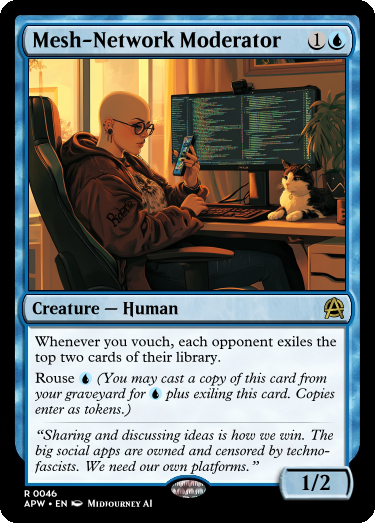 Mesh-Network Moderator 1
Creature — Human
Whenever you vouch, each opponent exiles the
top two cards of their library.
Rouse (You may cast a copy of this card from
your graveyard for plus exiling this card. Copies
enter as tokens.)
“Sharing and discussing ideas is how we win. The
big social apps are owned and censored by techno-
fascists. We need our own platforms.”
1/2
R 0046
APW • EN Midjourney AI